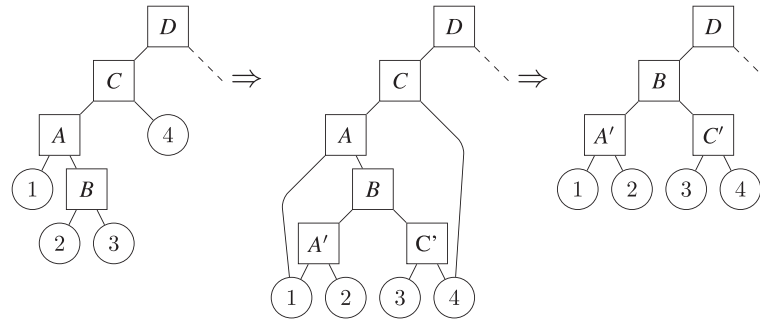 D D D
⇒ ⇒
C C B
A 4 A A′ C′
1 B B 1 2 3 4
2 3 A′ C’
1 2 3 4